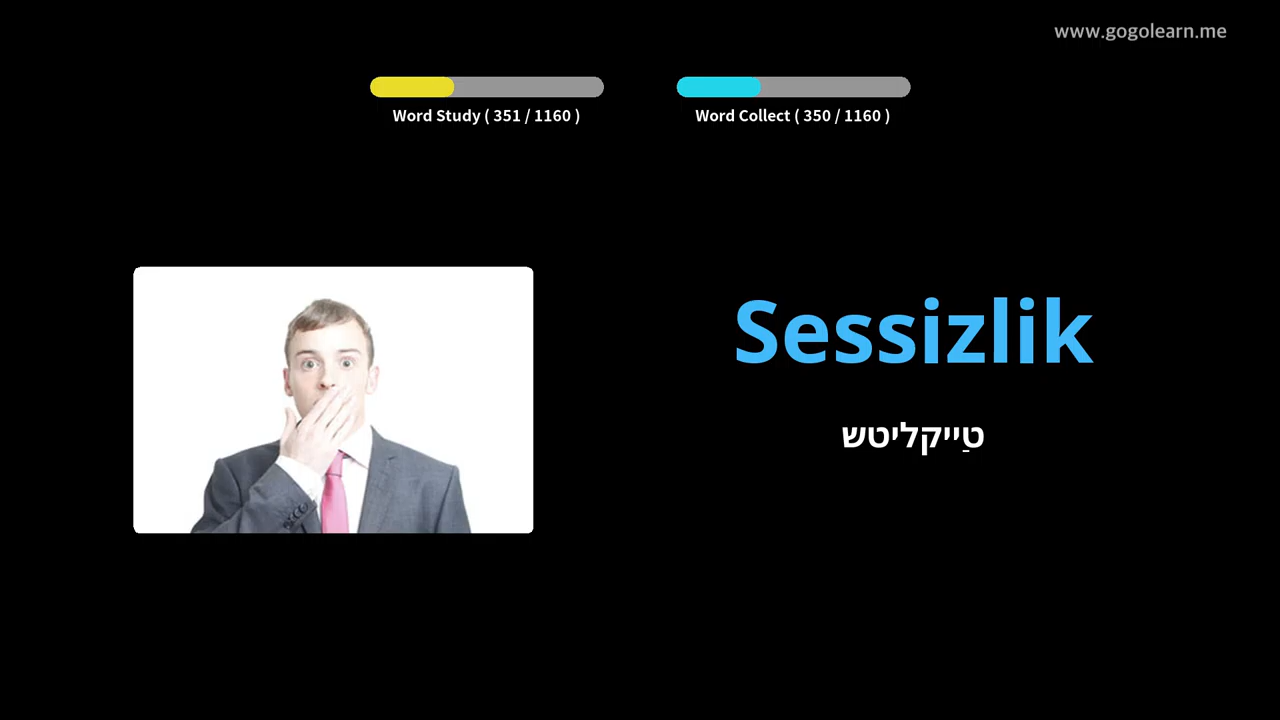 www.gogolearn.me
Word Study ( 351 / 1160 )
Word Collect ( 350 / 1160 )
Sessizlik
טַייקליטש